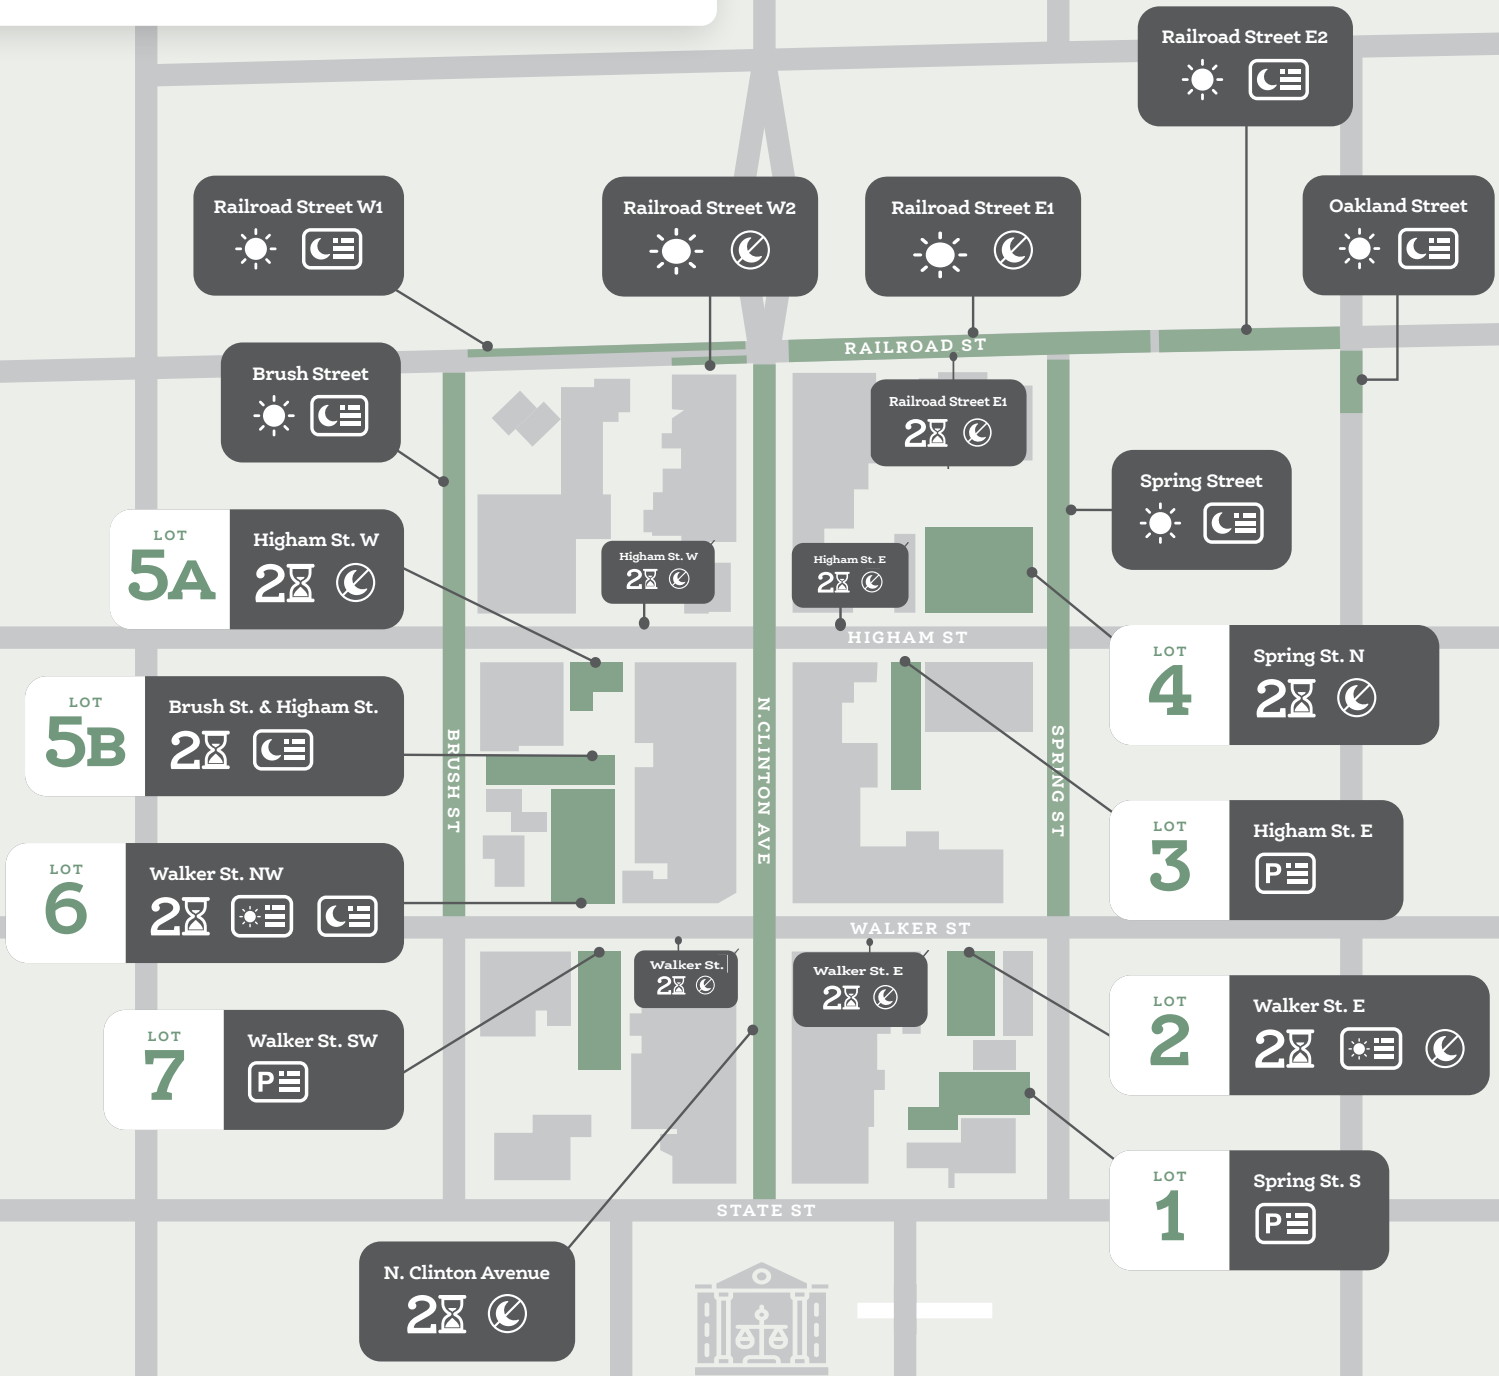 Railroad Street E2
Railroad Street W1
Railroad Street W2
Railroad Street E1
Oakland Street
RAILROAD ST
Brush Street
Railroad Street E1
2
Spring Street
LOT
5A
Higham St. W
2
Higham St. W
2
Higham St. E
2
HIGHAM ST
LOT
4
Spring St. N
2
LOT
5B
Brush St. & Higham St.
2
BRUSH ST
N. CLINTON AVE
SPRING ST
LOT
3
Higham St. E
P
LOT
6
Walker St. NW
2
WALKER ST
Walker St.
2
Walker St. E
2
LOT
2
Walker St. E
2
LOT
7
Walker St. SW
P
LOT
1
Spring St. S
P
STATE ST
N. Clinton Avenue
2